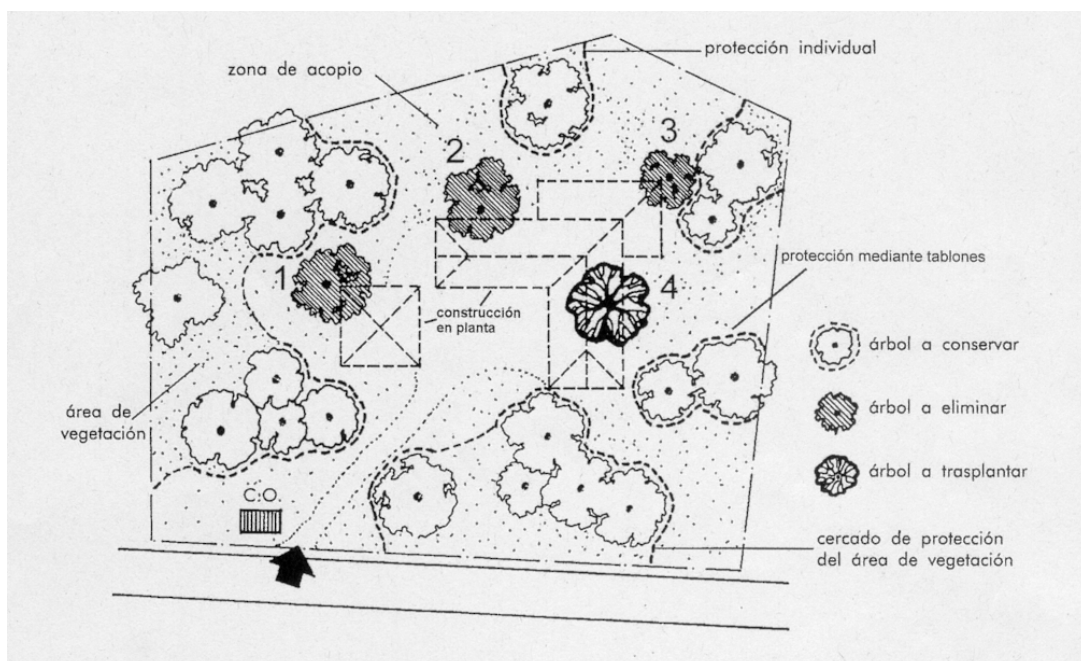 protección individual
zona de acopio
2
3
1
4
protección mediante tablones
construcción
en planta
árbol a conservar
área de
vegetación
árbol a eliminar
árbol a trasplantar
C.O.
cercado de protección
del área de vegetación